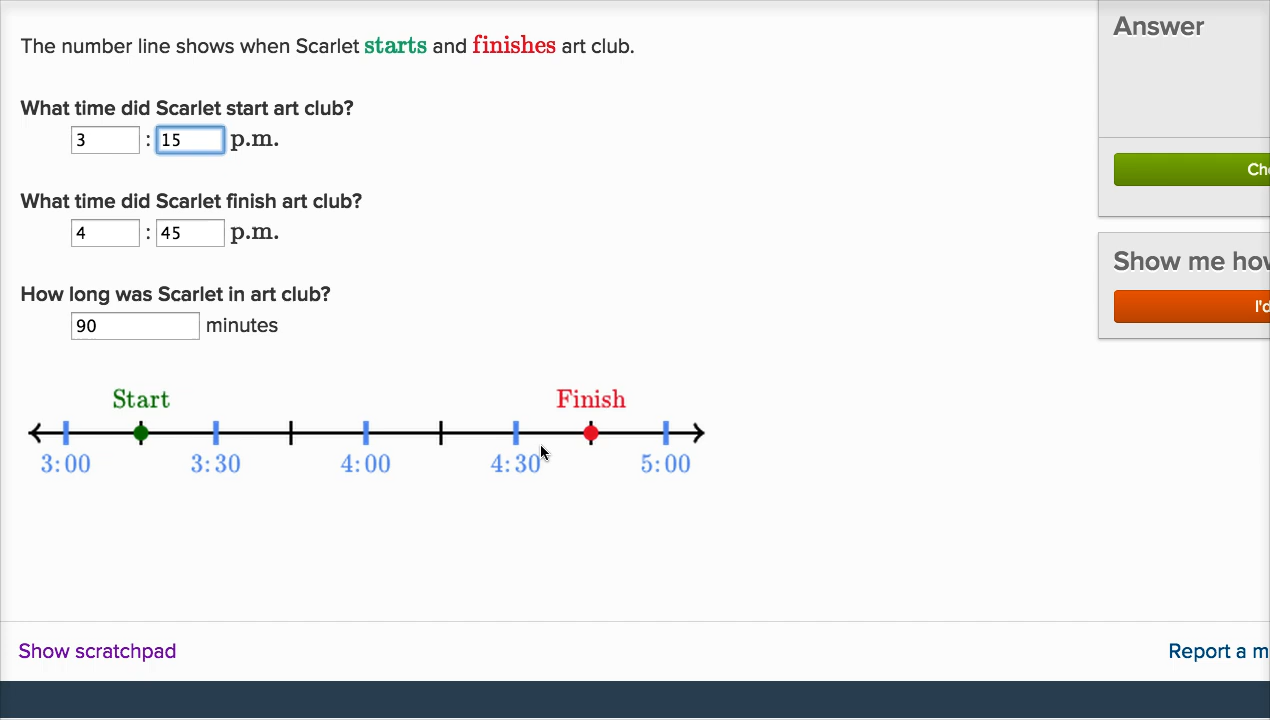 The number line shows when Scarlet starts and finishes art club.
Answer
What time did Scarlet start art club?
3 : 15 p.m.
What time did Scarlet finish art club?
4 : 45 p.m.
How long was Scarlet in art club?
90 minutes
Show me how
I'd
Start Finish
3:00 3:30 4:00 4:30 5:00
Show scratchpad
Report a m